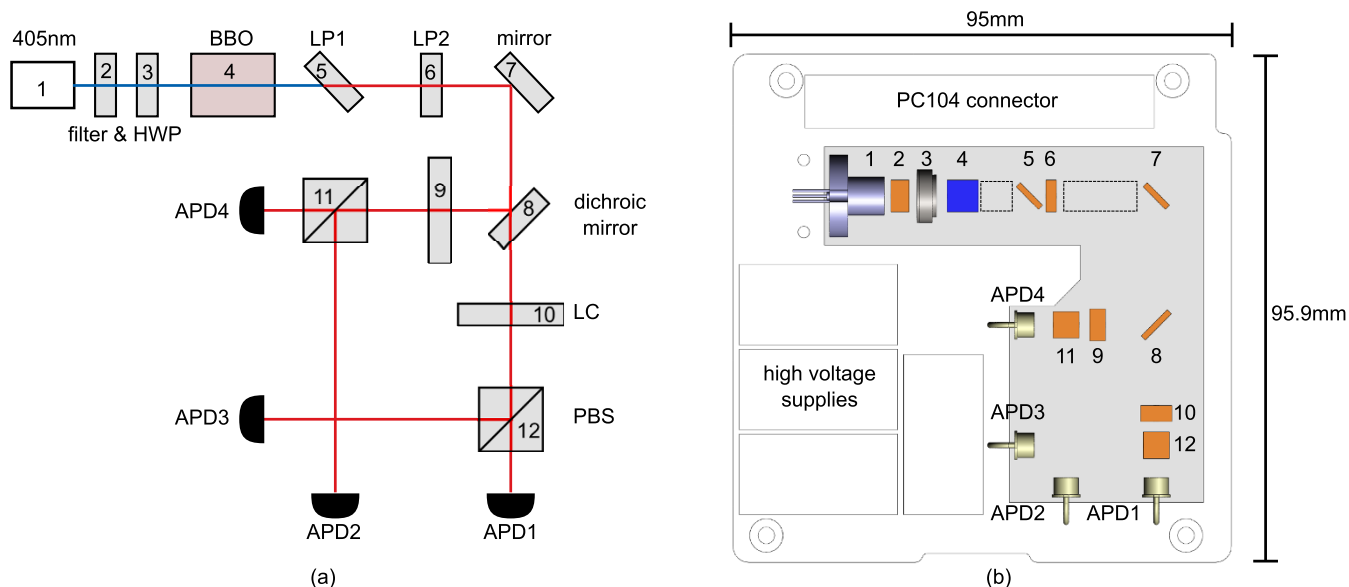 405nm
BBO
LP1
LP2
mirror
1
2
3
4
5
6
7
filter & HWP
APD4
11
9
8
dichroic
mirror
10
LC
APD3
12
PBS
APD2
APD1
(a)
95mm
PC104 connector
1
2
3
4
5
6
7
APD4
11
9
8
95.9mm
high voltage
supplies
APD3
10
12
APD2
APD1
(b)